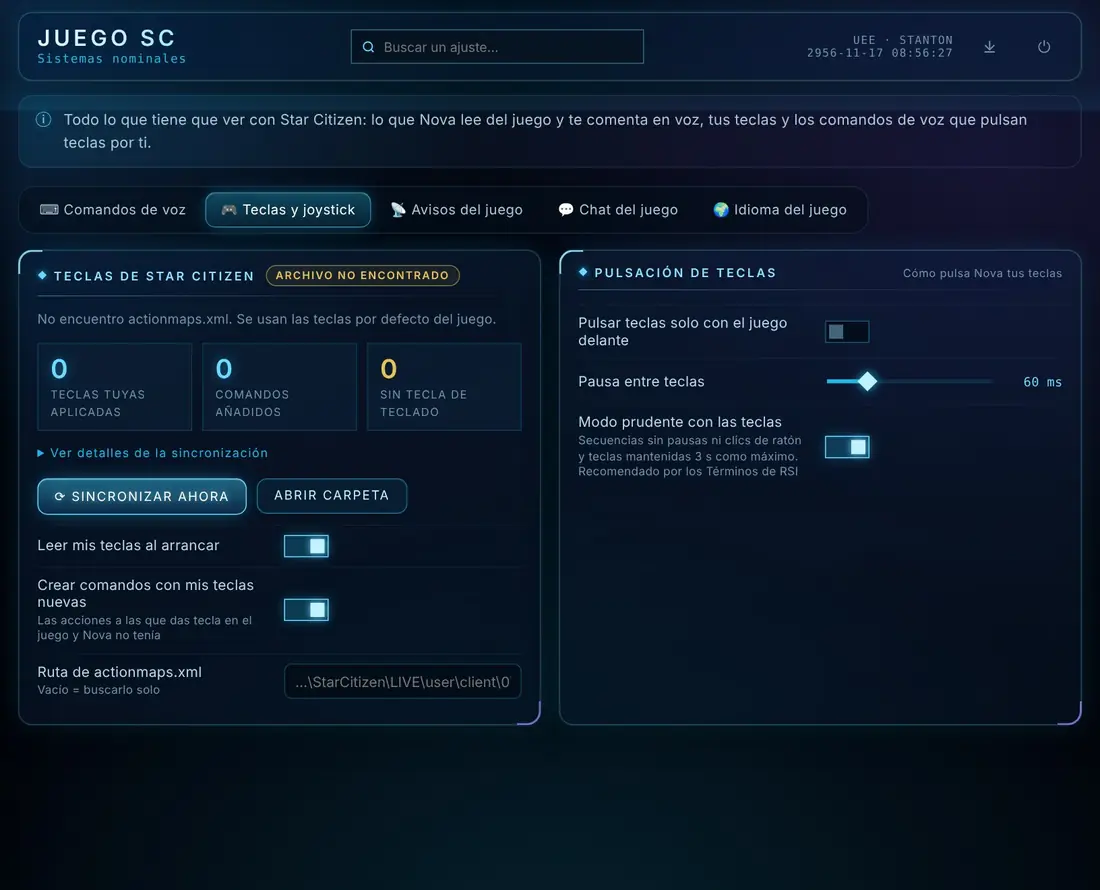 JUEGO SC
Sistemas nominales
Buscar un ajuste...
UEE · STANTON
2956-11-17 08:56:27
Todo lo que tiene que ver con Star Citizen: lo que Nova lee del juego y te comenta en voz, tus teclas y los comandos de voz que pulsan
teclas por ti.
Comandos de voz
Teclas y joystick
Avisos del juego
Chat del juego
Idioma del juego
TECLAS DE STAR CITIZEN
ARCHIVO NO ENCONTRADO
No encuentro actionmaps.xml. Se usan las teclas por defecto del juego.
0
TECLAS TUYAS
APLICADAS
0
COMANDOS
AÑADIDOS
0
SIN TECLA DE
TECLADO
Ver detalles de la sincronización
⟳ SINCRONIZAR AHORA
ABRIR CARPETA
Leer mis teclas al arrancar
Crear comandos con mis teclas
nuevas
Las acciones a las que das tecla en el
juego y Nova no tenía
Ruta de actionmaps.xml
Vacío = buscarlo solo
...\StarCitizen\LIVE\user\client\0
PULSACIÓN DE TECLAS
Cómo pulsa Nova tus teclas
Pulsar teclas solo con el juego
delante
Pausa entre teclas
60 ms
Modo prudente con las teclas
Secuencias sin pausas ni clics de ratón
y teclas mantenidas 3 s como máximo.
Recomendado por los Términos de RSI